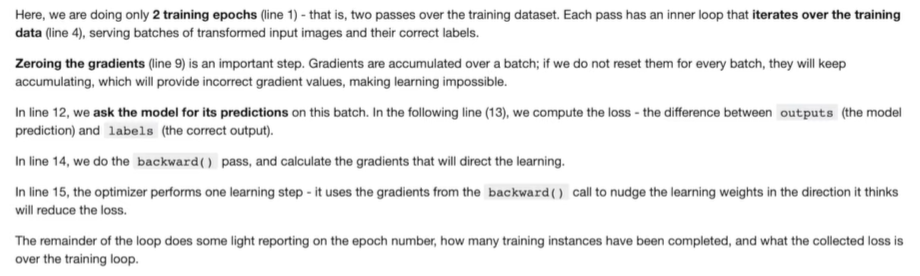 Here, we are doing only 2 training epochs (line 1) - that is, two passes over the training dataset. Each pass has an inner loop that iterates over the training
data (line 4), serving batches of transformed input images and their correct labels.
Zeroing the gradients (line 9) is an important step. Gradients are accumulated over a batch; if we do not reset them for every batch, they will keep
accumulating, which will provide incorrect gradient values, making learning impossible.
In line 12, we ask the model for its predictions on this batch. In the following line (13), we compute the loss - the difference between outputs (the model
prediction) and labels (the correct output).
In line 14, we do the backward() pass, and calculate the gradients that will direct the learning.
In line 15, the optimizer performs one learning step - it uses the gradients from the backward() call to nudge the learning weights in the direction it thinks
will reduce the loss.
The remainder of the loop does some light reporting on the epoch number, how many training instances have been completed, and what the collected loss is
over the training loop.